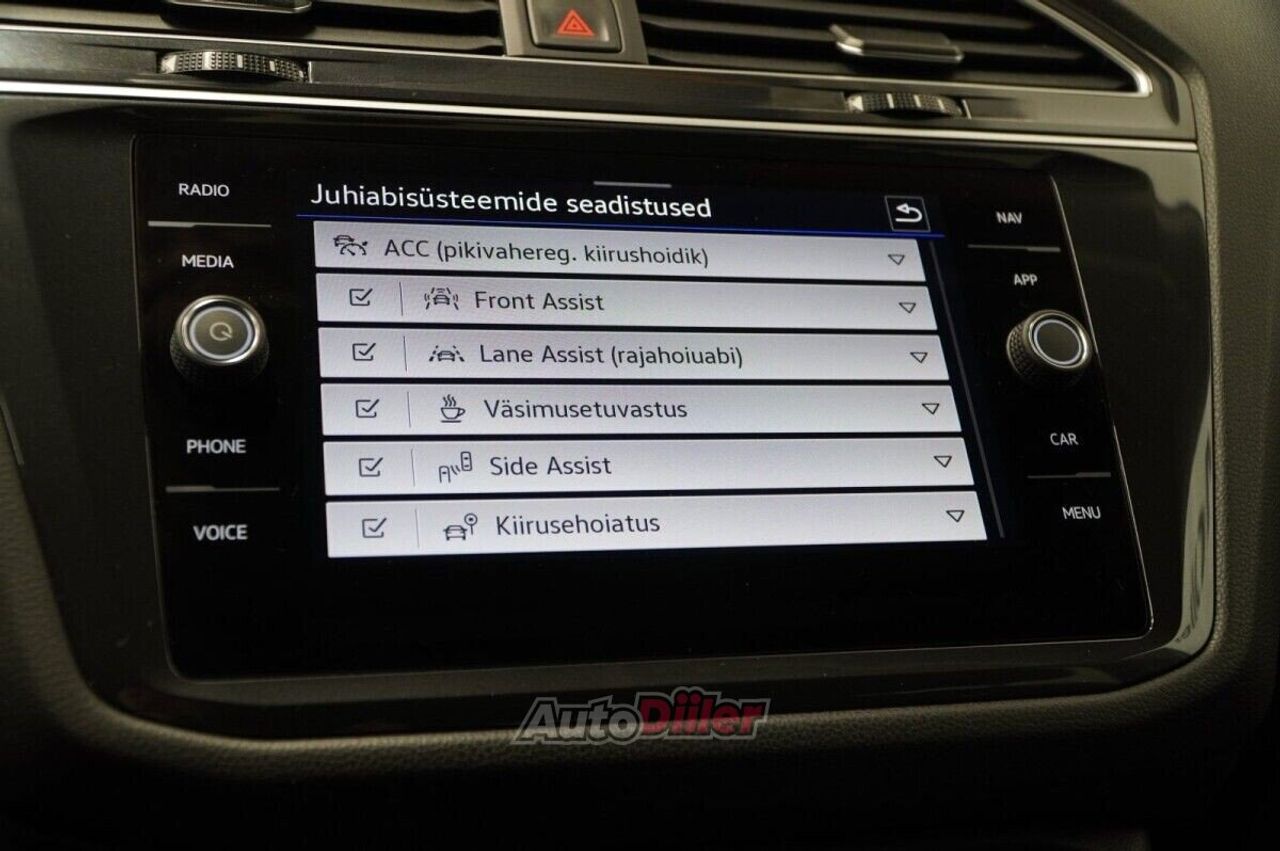 RADIO
MEDIA
PHONE
VOICE
Juhiabisüsteemide seadistused
ACC (pikivahereg. kiirushoidik)
Front Assist
Lane Assist (rajahoiuabi)
Väsimusetuvastus
Side Assist
Kiirusehoiatus
NAV
APP
CAR
MENU
AutoDiiler